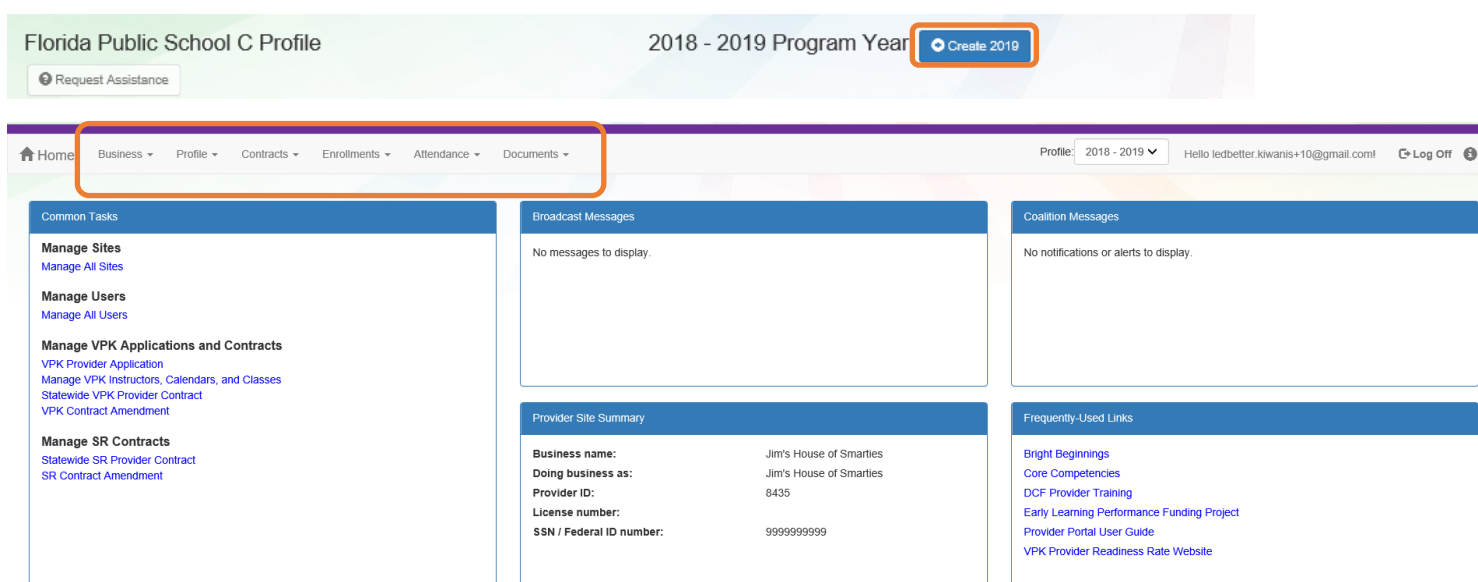 Florida Public School C Profile
2018 - 2019 Program Year
Create 2019
Request Assistance
Home
Business
Profile
Contracts
Enrollments
Attendance
Documents
Profile:
2018 - 2019
Hello ledbetter.kiwanis+10@gmail.com!
Log Off
Common Tasks
Manage Sites
Manage All Sites
Manage Users
Manage All Users
Manage VPK Applications and Contracts
VPK Provider Application
Manage VPK Instructors, Calendars, and Classes
Statewide VPK Provider Contract
VPK Contract Amendment
Manage SR Contracts
Statewide SR Provider Contract
SR Contract Amendment
Broadcast Messages
No messages to display.
Coalition Messages
No notifications or alerts to display.
Provider Site Summary
Business name: Jim's House of Smarties
Doing business as: Jim's House of Smarties
Provider ID: 8435
License number:
SSN / Federal ID number: 9999999999
Frequently-Used Links
Bright Beginnings
Core Competencies
DCF Provider Training
Early Learning Performance Funding Project
Provider Portal User Guide
VPK Provider Readiness Rate Website